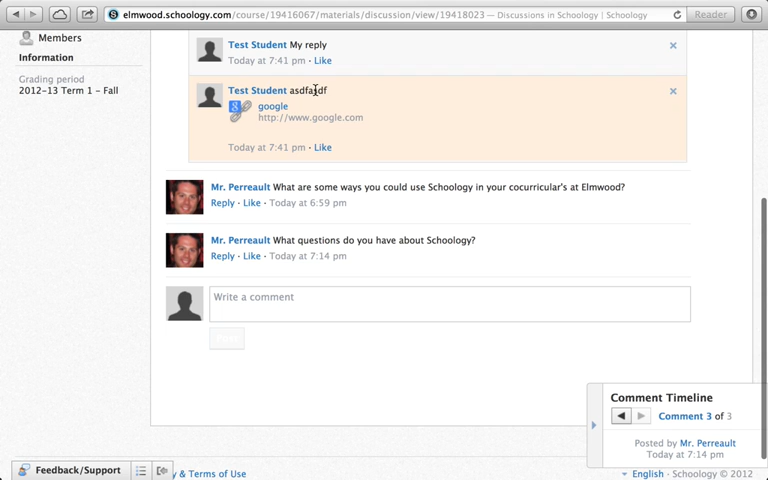 elmwood.schoology.com/course/19416067/materials/discussion/view/19418023 — Discussions in Schoology | Schoology
Reader
Members
Information
Grading period
2012-13 Term 1 - Fall
Test Student My reply
Today at 7:41 pm · Like
Test Student asdfasdf
google
http://www.google.com
Today at 7:41 pm · Like
Mr. Perreault What are some ways you could use Schoology in your cocurricular's at Elmwood?
Reply · Like · Today at 6:59 pm
Mr. Perreault What questions do you have about Schoology?
Reply · Like · Today at 7:14 pm
Write a comment
Post
Comment Timeline
Comment 3 of 3
Posted by Mr. Perreault
Today at 7:14 pm
Feedback/Support
y & Terms of Use
English · Schoology © 2012